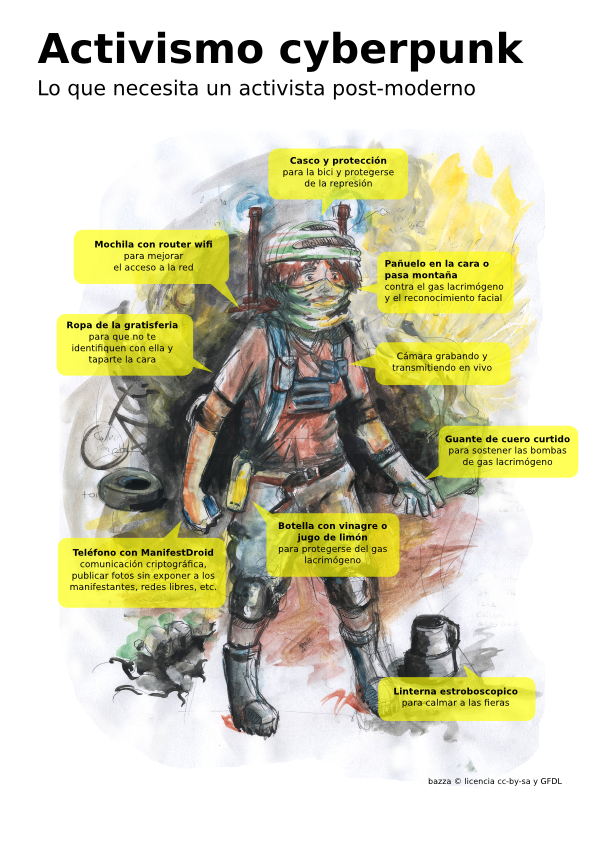 Activismo cyberpunk
Lo que necesita un activista post-moderno
Casco y protección
para la bici y protegerse
de la represión
Mochila con router wifi
para mejorar
el acceso a la red
Pañuelo en la cara o
pasa montaña
contra el gas lacrimógeno
y el reconocimiento facial
Ropa de la gratisferia
para que no te
identifiquen con ella y
taparte la cara
Cámara grabando y
transmitiendo en vivo
Guante de cuero curtido
para sostener las bombas
de gas lacrimógeno
Botella con vinagre o
jugo de limón
para protegerse del gas
lacrimógeno
Teléfono con ManifestDroid
comunicación criptográfica,
publicar fotos sin exponer a los
manifestantes, redes libres, etc.
Linterna estroboscopico
para calmar a las fieras
bazza © licencia cc-by-sa y GFDL